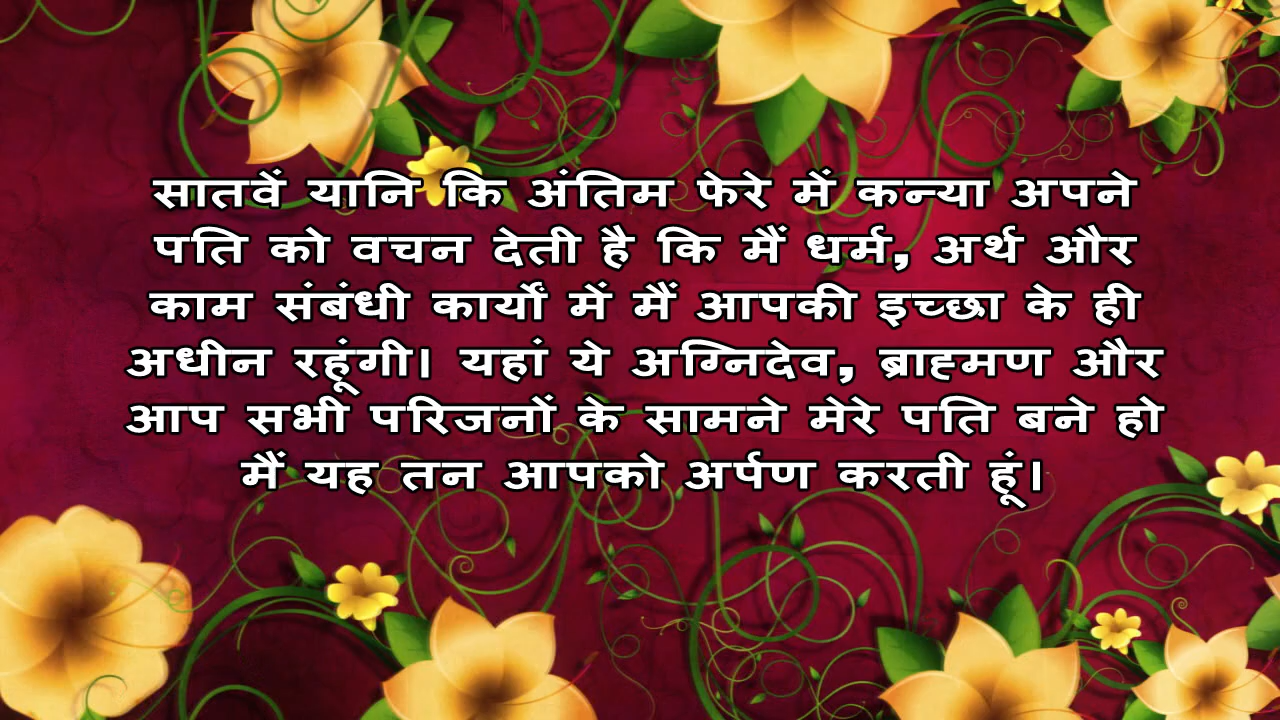 सातवें यानि कि अंतिम फेरे में कन्या अपने
पति को वचन देती है कि मैं धर्म, अर्थ और
काम संबंधी कार्यों में मैं आपकी इच्छा के ही
अधीन रहूंगी। यहां ये अग्निदेव, ब्राह्मण और
आप सभी परिजनों के सामने मेरे पति बने हो
मैं यह तन आपको अर्पण करती हूं।